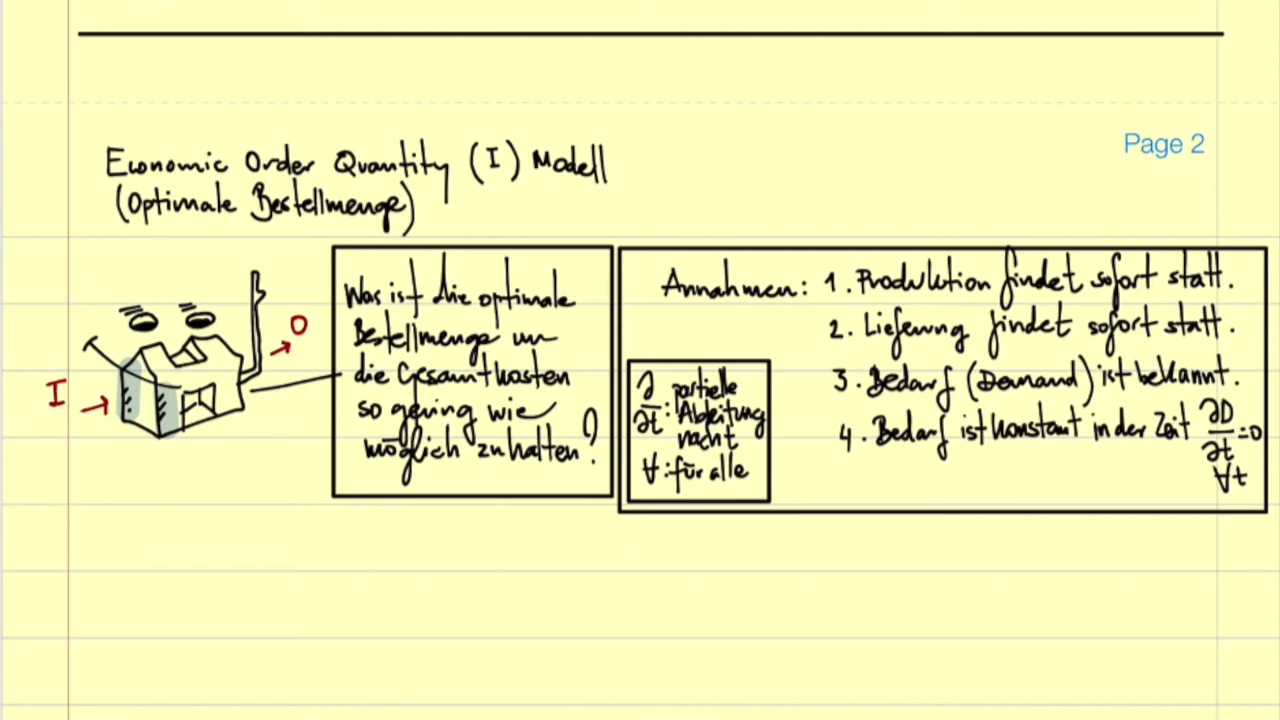 Page 2
Economic Order Quantity (I) Modell
(Optimale Bestellmenge)
I
O
Was ist die optimale
Bestellmenge um
die Gesamtkosten
so gering wie
möglich zu halten?
Annahmen: 1. Produktion findet sofort statt.
2. Lieferung findet sofort statt.
3. Bedarf (Demand) ist bekannt.
4. Bedarf ist konstant in der Zeit ∂D/∂t=0
∀t
∂/∂t: partielle
Ableitung
nach t
∀: für alle